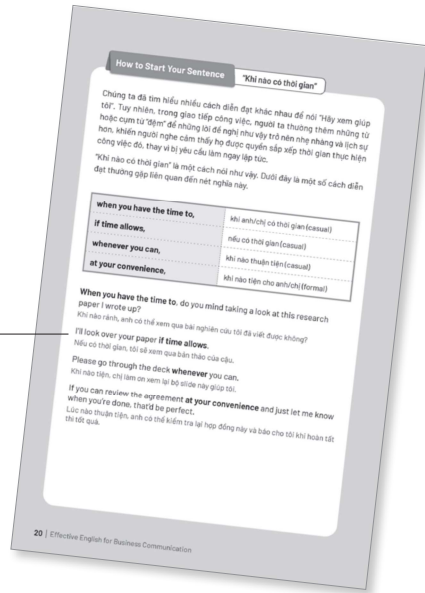 How to Start Your Sentence
"Khi nào có thời gian"
Chúng ta đã tìm hiểu nhiều cách diễn đạt khác nhau để nói "Hãy xem giúp
tôi". Tuy nhiên, trong giao tiếp công việc, người ta thường thêm những từ
hoặc cụm từ "đệm" để những lời đề nghị như vậy trở nên nhẹ nhàng và lịch sự
hơn, khiến người nghe cảm thấy họ được quyền sắp xếp thời gian thực hiện
công việc đó, thay vì bị yêu cầu làm ngay lập tức.
"Khi nào có thời gian" là một cách nói như vậy. Dưới đây là một số cách diễn
đạt thường gặp liên quan đến nét nghĩa này.
when you have the time to, khi anh/chị có thời gian (casual)
if time allows, nếu có thời gian (casual)
whenever you can, khi nào thuận tiện (casual)
at your convenience, khi nào tiện cho anh/chị (formal)
When you have the time to, do you mind taking a look at this research
paper I wrote up?
Khi nào rảnh, anh có thể xem qua bài nghiên cứu tôi đã viết được không?
I'll look over your paper if time allows.
Nếu có thời gian, tôi sẽ xem qua bản thảo của cậu.
Please go through the deck whenever you can.
Khi nào tiện, chị làm ơn xem lại bộ slide này giúp tôi.
If you can review the agreement at your convenience and just let me know
when you're done, that'd be perfect.
Lúc nào thuận tiện, anh có thể kiểm tra lại hợp đồng này và báo cho tôi khi hoàn tất
thì tốt quá.
20 | Effective English for Business Communication